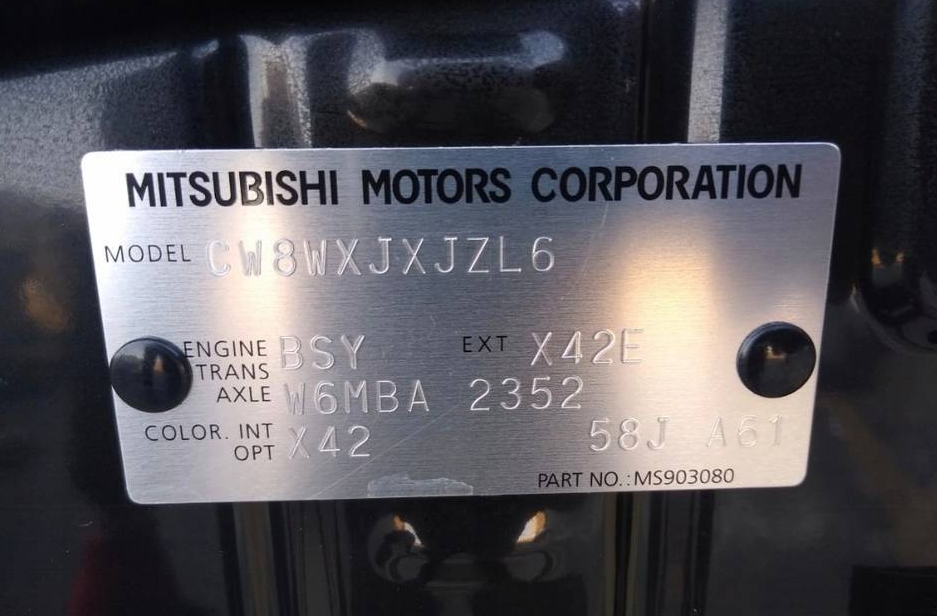 MITSUBISHI MOTORS CORPORATION
MODEL CW8WXJXJZL6
ENGINE BSY EXT X42E
TRANS
AXLE W6MBA 2352
COLOR. INT X42 58J A61
OPT
PART NO.:MS903080